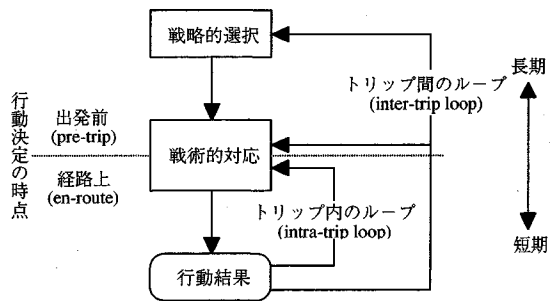 戦略的選択
トリップ間のループ
(inter-trip loop)
長期
行動決定の時点
出発前
(pre-trip)
戦術的対応
経路上
(en-route)
トリップ内のループ
(intra-trip loop)
短期
行動結果